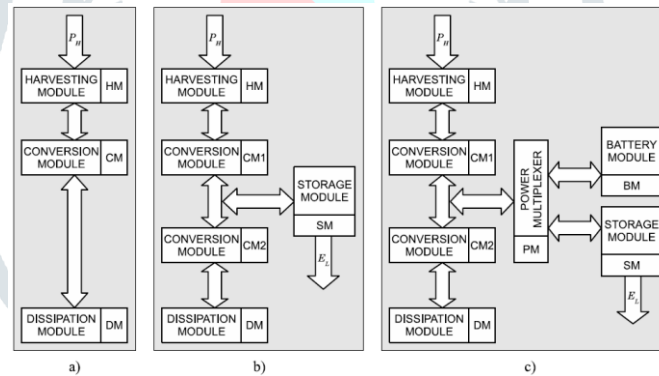 P_H
HARVESTING
MODULE
HM
CONVERSION
MODULE
CM
DISSIPATION
MODULE
DM
a)
P_H
HARVESTING
MODULE
HM
CONVERSION
MODULE
CM1
STORAGE
MODULE
SM
E_L
CONVERSION
MODULE
CM2
DISSIPATION
MODULE
DM
b)
P_H
HARVESTING
MODULE
HM
CONVERSION
MODULE
CM1
POWER
MULTIPLEXER
PM
BATTERY
MODULE
BM
STORAGE
MODULE
SM
E_L
CONVERSION
MODULE
CM2
DISSIPATION
MODULE
DM
c)